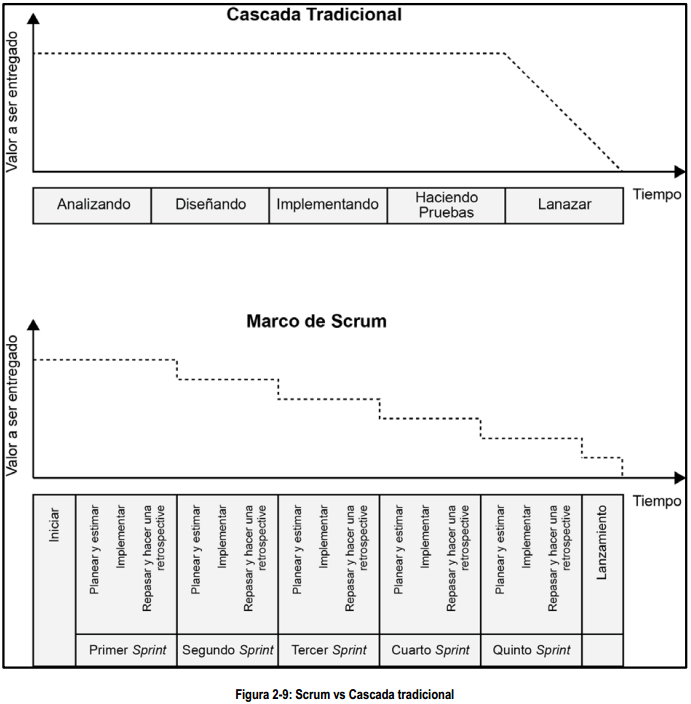 Cascada Tradicional
Valor a ser entregado
Tiempo
Analizando
Diseñando
Implementando
Haciendo
Pruebas
Lanazar
Marco de Scrum
Valor a ser entregado
Tiempo
Iniciar
Planear y estimar
Implementar
Repasar y hacer una
retrospective
Planear y estimar
Implementar
Repasar y hacer una
retrospective
Planear y estimar
Implementar
Repasar y hacer una
retrospective
Planear y estimar
Implementar
Repasar y hacer una
retrospective
Planear y estimar
Implementar
Repasar y hacer una
retrospective
Lanzamiento
Primer Sprint
Segundo Sprint
Tercer Sprint
Cuarto Sprint
Quinto Sprint
Figura 2-9: Scrum vs Cascada tradicional